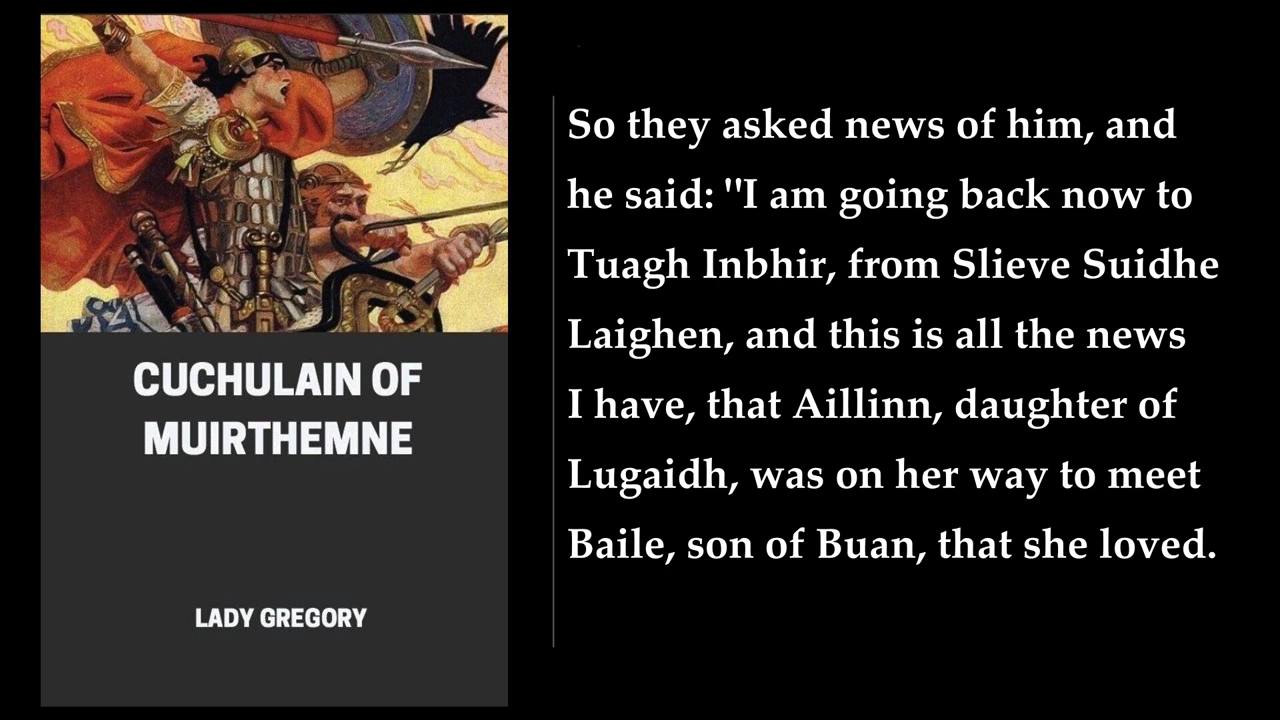 CUCHULAIN OF
MUIRTHEMNE
LADY GREGORY
So they asked news of him, and
he said: "I am going back now to
Tuagh Inbhir, from Slieve Suidhe
Laighen, and this is all the news
I have, that Aillinn, daughter of
Lugaidh, was on her way to meet
Baile, son of Buan, that she loved.